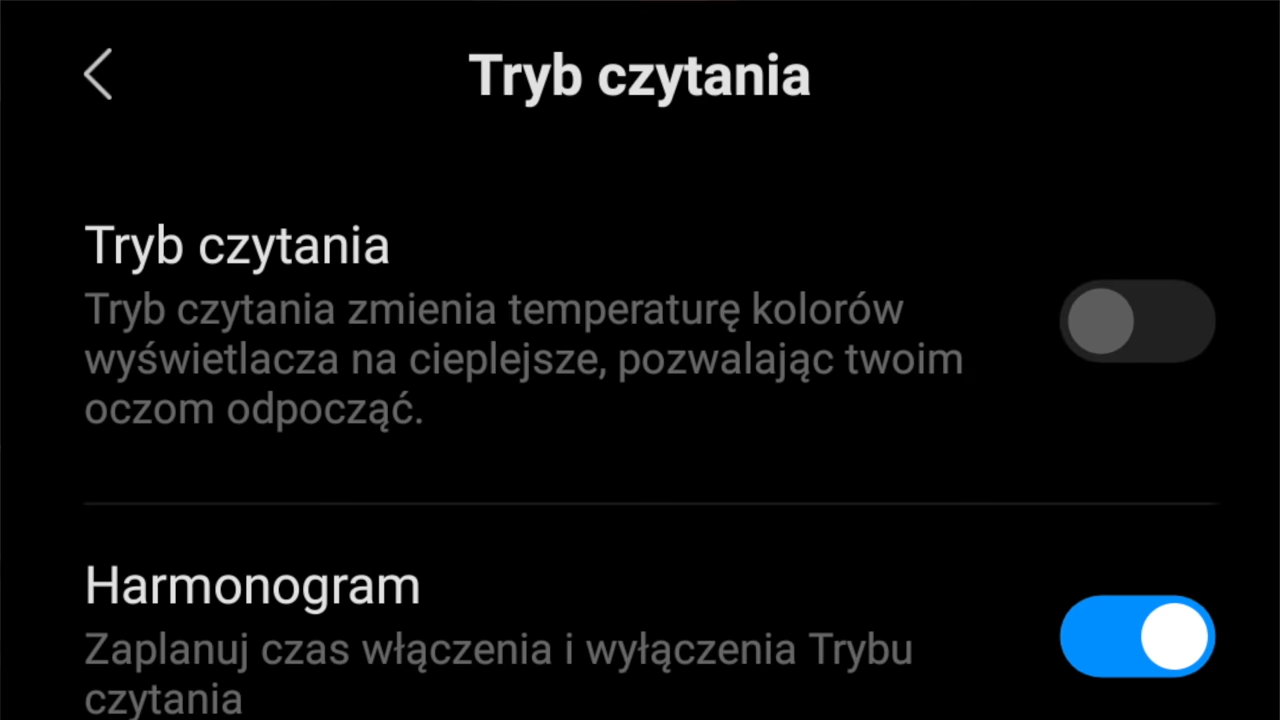 Tryb czytania
Tryb czytania
Tryb czytania zmienia temperaturę kolorów
wyświetlacza na cieplejsze, pozwalając twoim
oczom odpocząć.
Harmonogram
Zaplanuj czas włączenia i wyłączenia Trybu
czytania